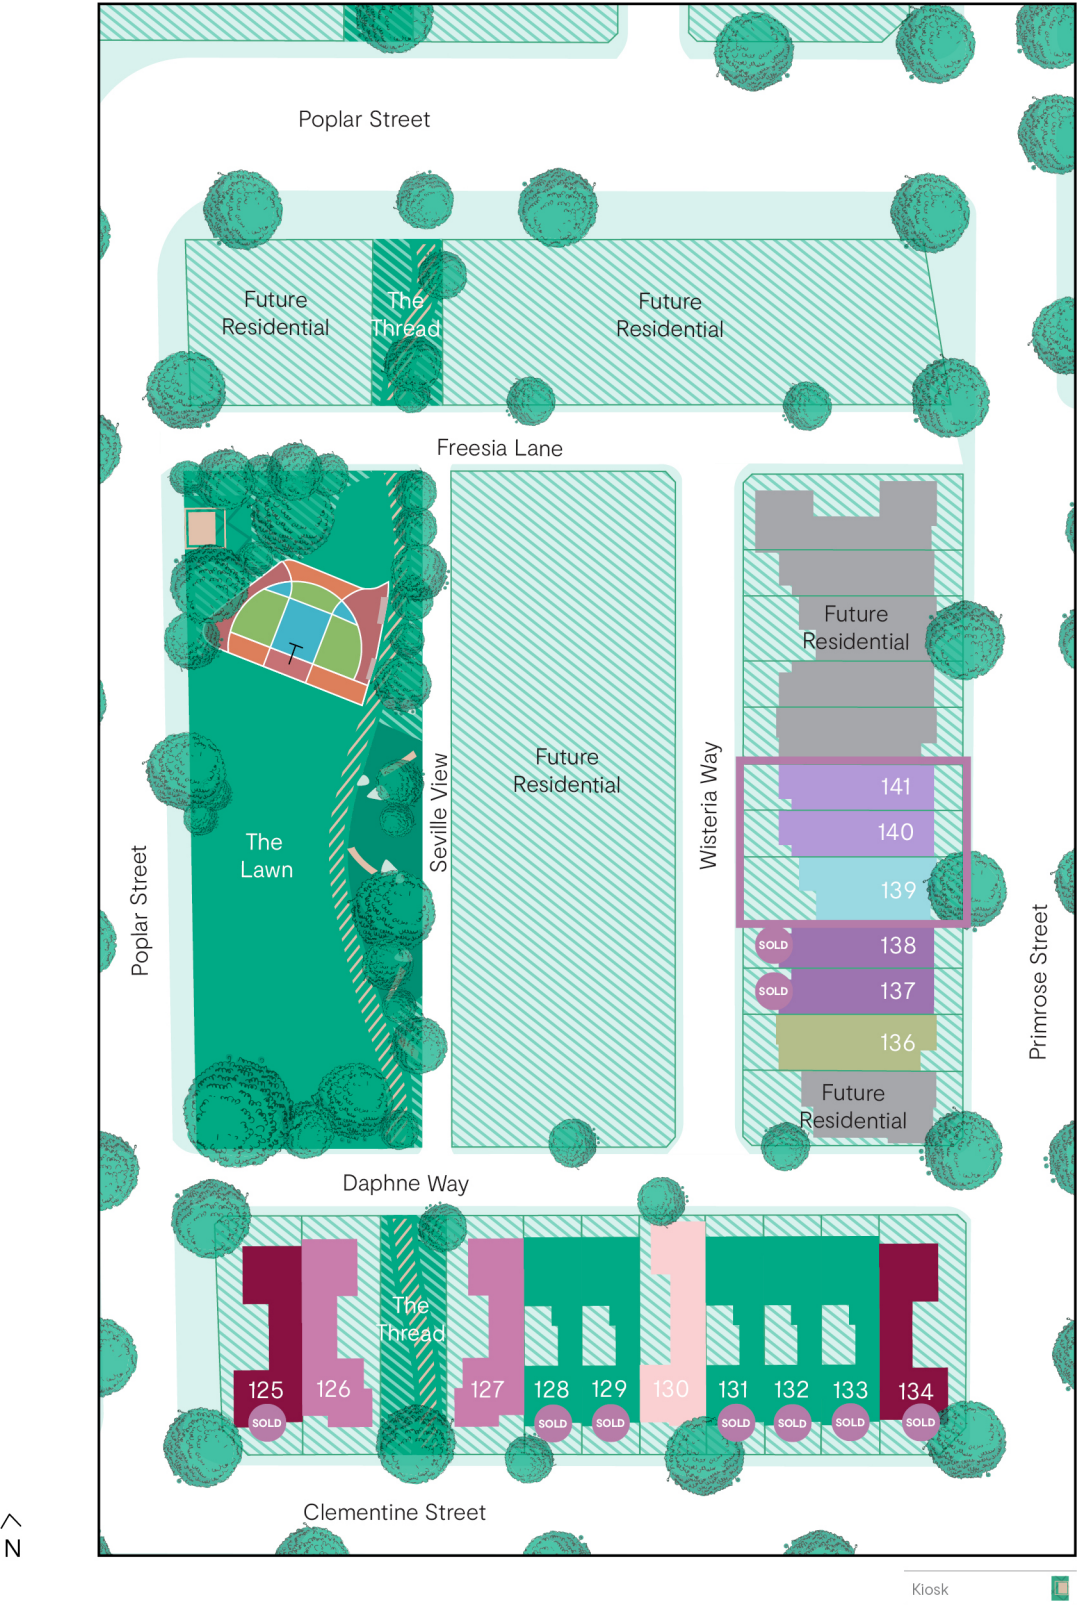 Poplar Street
Future
Residential
The
Thread
Future
Residential
Freesia Lane
Future
Residential
Future
Residential
The
Lawn
Poplar Street
Seville View
Wisteria Way
Primrose Street
141
140
139
SOLD
138
SOLD
137
136
Future
Residential
Daphne Way
The
Thread
125
126
127
128
129
130
131
132
133
134
SOLD
SOLD
SOLD
SOLD
SOLD
SOLD
SOLD
Clementine Street
N
Kiosk